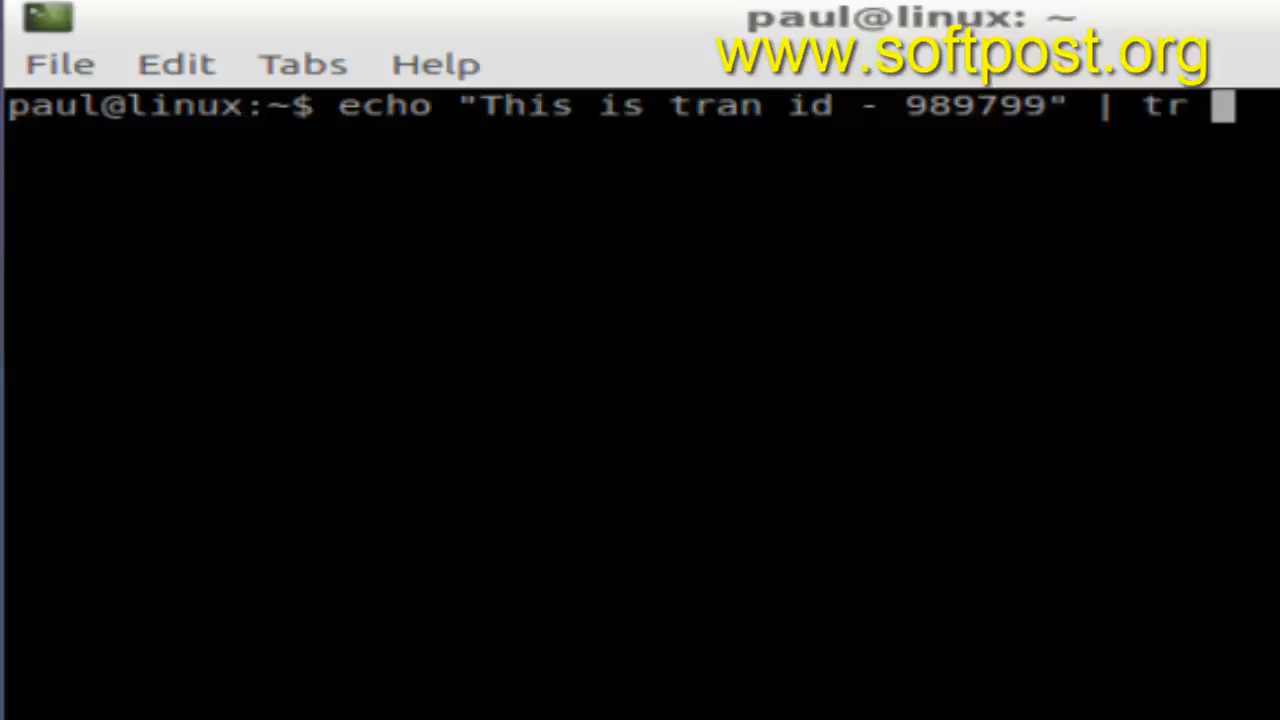 paul@linux: ~
www.softpost.org
File Edit Tabs Help
paul@linux:~$ echo "This is tran id - 989799" | tr